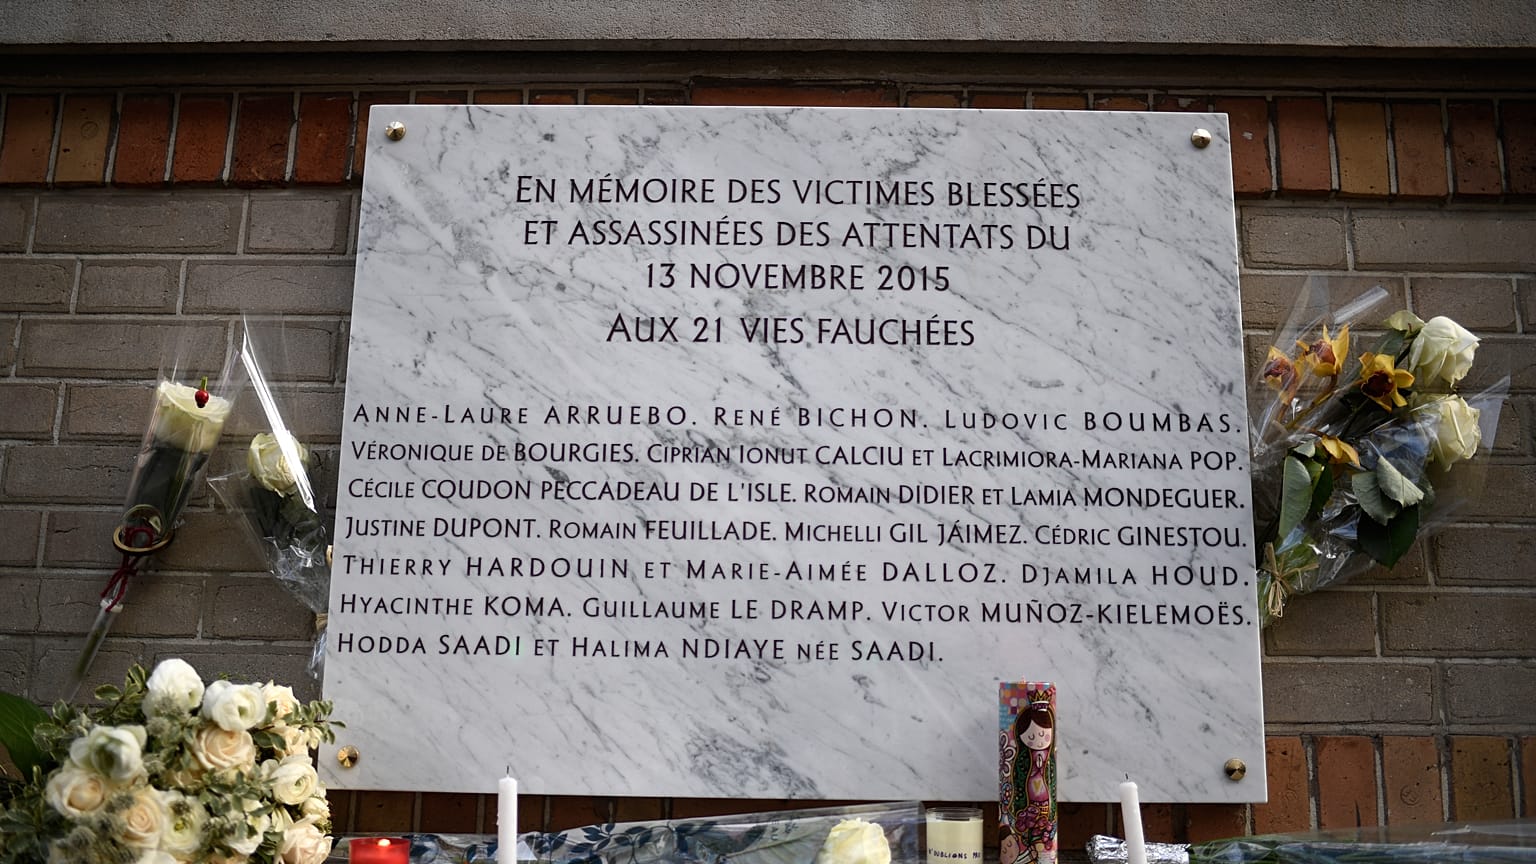 EN MÉMOIRE DES VICTIMES BLESSÉES
ET ASSASSINÉES DES ATTENTATS DU
13 NOVEMBRE 2015
AUX 21 VIES FAUCHÉES
ANNE-LAURE ARRUEBO. RENÉ BICHON. LUDOVIC BOUMBAS.
VÉRONIQUE DE BOURGIES. CIPRIAN IONUT CALCIU ET LACRIMIORA-MARIANA POP.
CÉCILE COUDON PECCADEAU DE L'ISLE. ROMAIN DIDIER ET LAMIA MONDEGUER.
JUSTINE DUPONT. ROMAIN FEUILLADE. MICHELLI GIL JÁIMEZ. CÉDRIC GINESTOU.
THIERRY HARDOUIN ET MARIE-AIMÉE DALLOZ. DJAMILA HOUD.
HYACINTHE KOMA. GUILLAUME LE DRAMP. VICTOR MUÑOZ-KIELEMOËS.
HODDA SAADI ET HALIMA NDIAYE NÉE SAADI.
N'OUBLIONS PAS